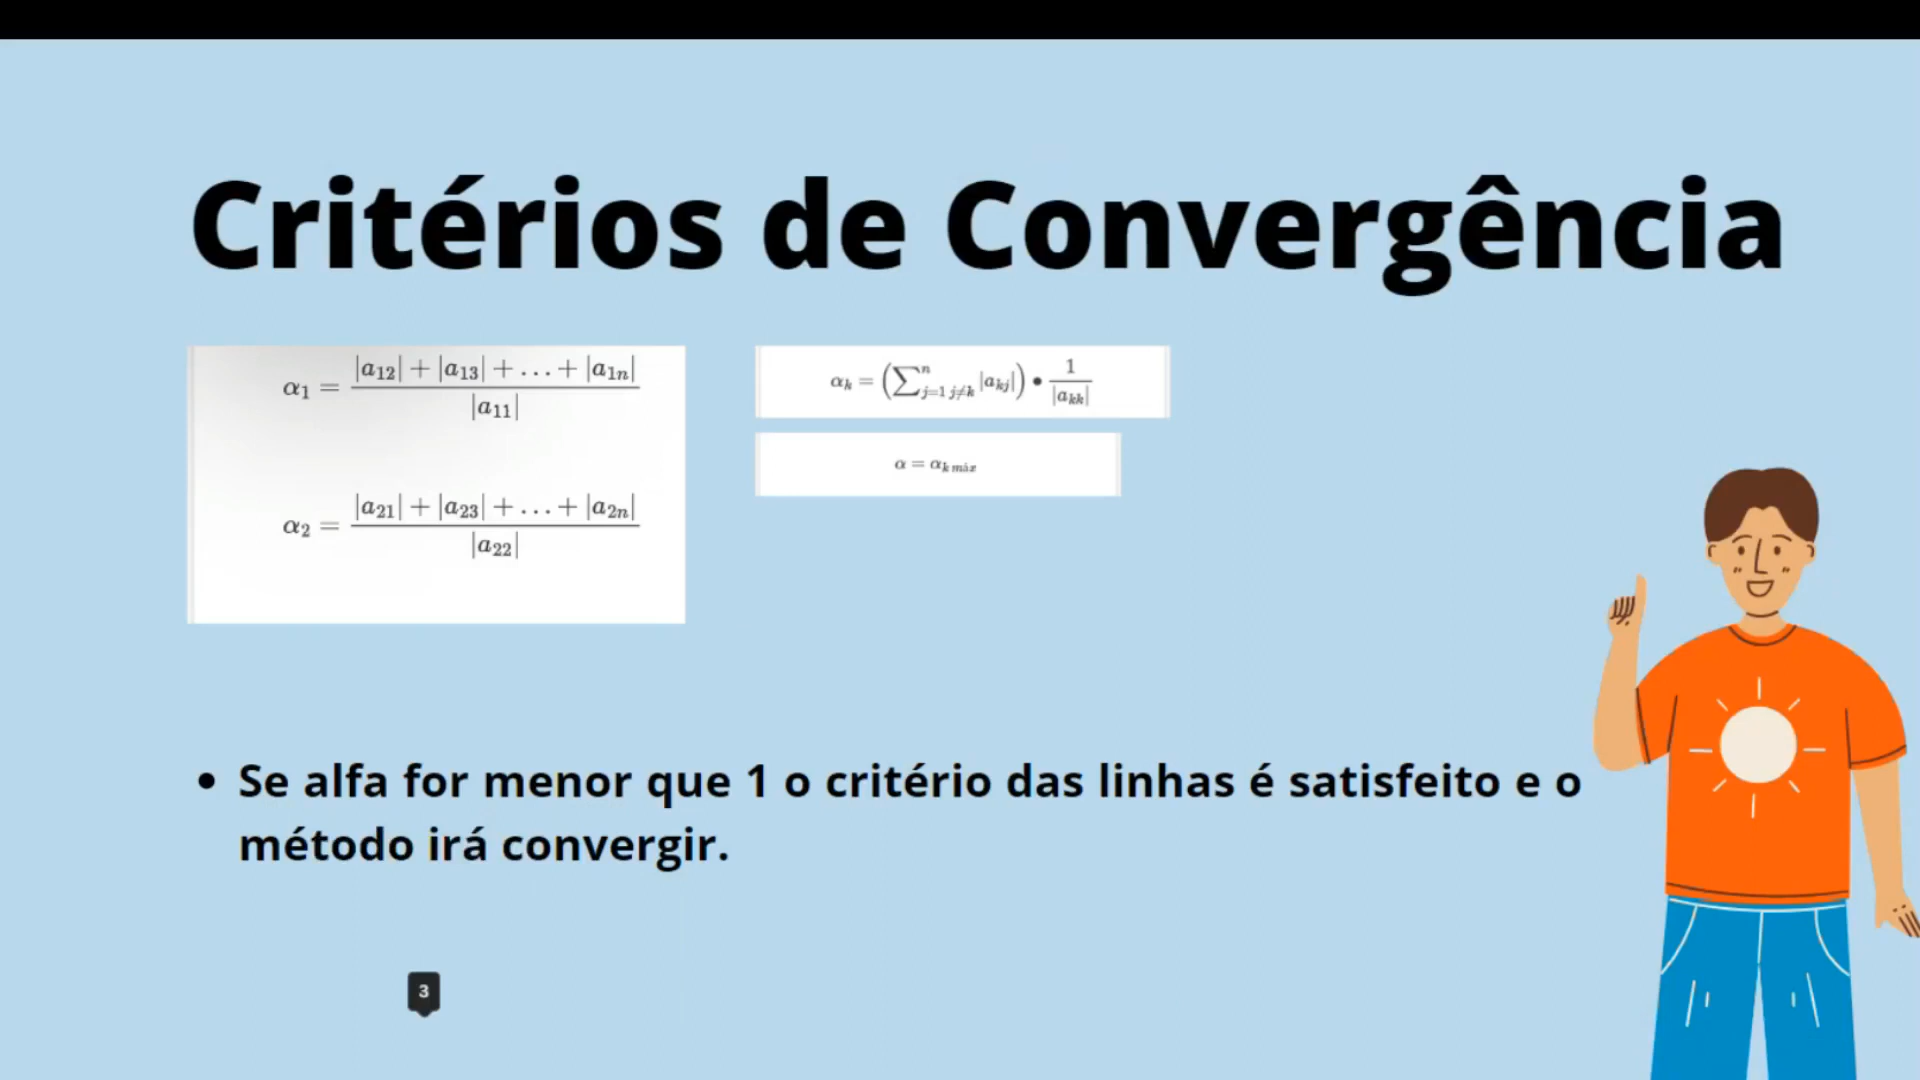 Critérios de Convergência
α₁ = (|a₁₂| + |a₁₃| + … + |a₁ₙ|) / |a₁₁|
α₂ = (|a₂₁| + |a₂₃| + … + |a₂ₙ|) / |a₂₂|
αₖ = (∑ⁿⱼ₌₁ ⱼ≠ₖ |aₖⱼ|) • 1 / |aₖₖ|
α = αₖ ₘáₓ
• Se alfa for menor que 1 o critério das linhas é satisfeito e o
método irá convergir.
3